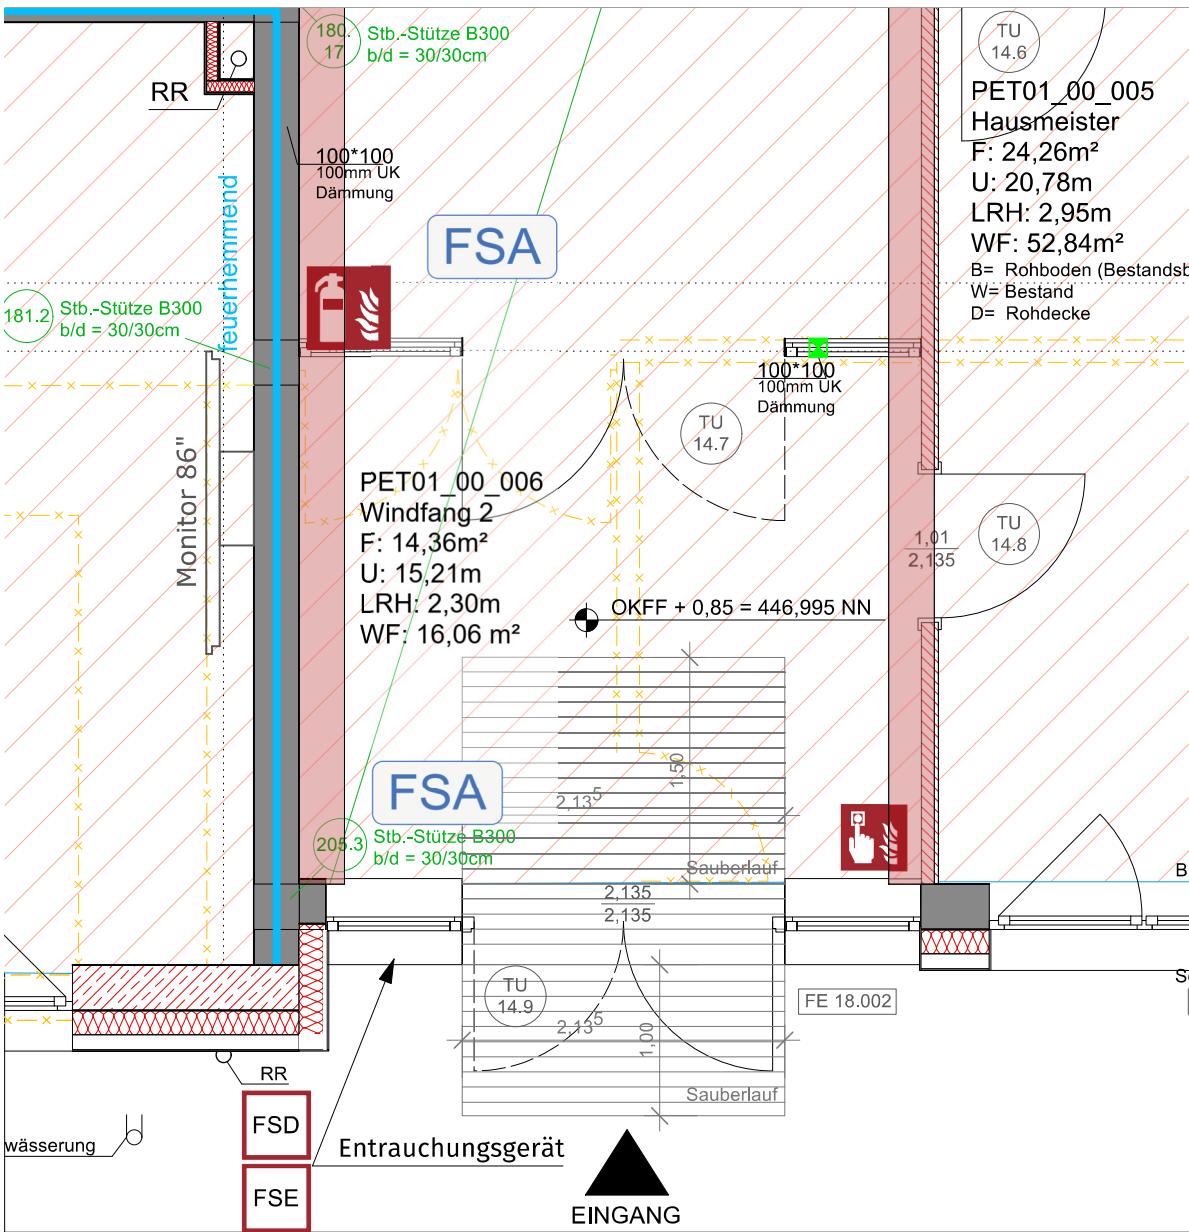 180.
17
Stb.-Stütze B300
b/d = 30/30cm
TU
14.6
RR
PET01_00_005
Hausmeister
F: 24,26m²
U: 20,78m
LRH: 2,95m
WF: 52,84m²
B= Rohboden (Bestandsb
W= Bestand
D= Rohdecke
100*100
100mm UK
Dämmung
feuerhemmend
FSA
181.2
Stb.-Stütze B300
b/d = 30/30cm
100*100
100mm UK
Dämmung
TU
14.7
Monitor 86"
PET01_00_006
Windfang 2
F: 14,36m²
U: 15,21m
LRH: 2,30m
WF: 16,06 m²
TU
14.8
1,01
2,135
OKFF + 0,85 = 446,995 NN
1,50
2,13⁵
FSA
205.3
Stb.-Stütze B300
b/d = 30/30cm
Sauberlauf
B
2,135
2,135
TU
14.9
FE 18.002
S
2,13⁵
1,00
RR
Sauberlauf
FSD
wässerung
Entrauchungsgerät
FSE
EINGANG